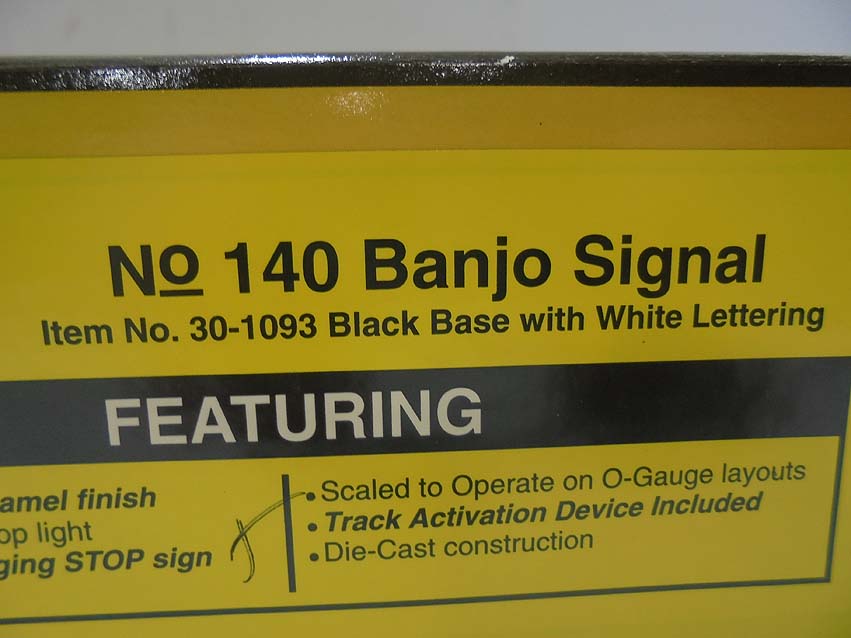 No 140 Banjo Signal
Item No. 30-1093 Black Base with White Lettering
FEATURING
amel finish
op light
ging STOP sign
• Scaled to Operate on O-Gauge layouts
• Track Activation Device Included
• Die-Cast construction